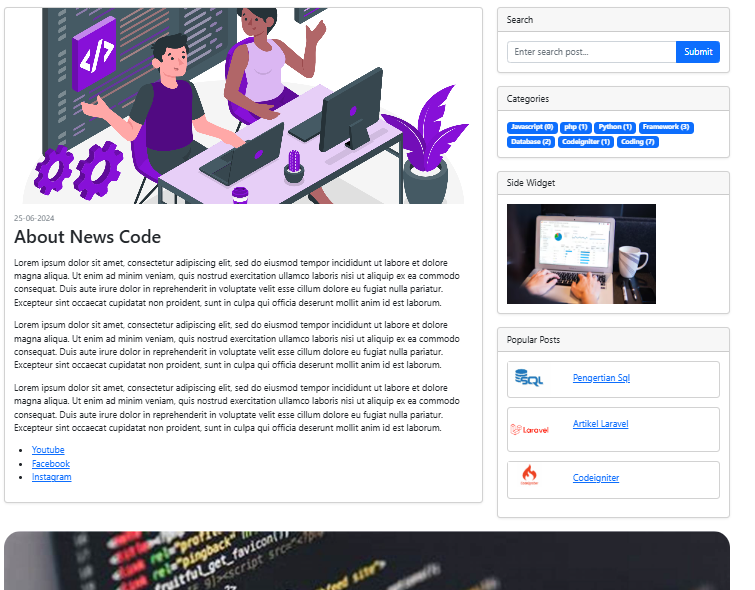 </>
25-06-2024
About News Code
Lorem ipsum dolor sit amet, consectetur adipiscing elit, sed do eiusmod tempor incididunt ut labore et dolore
magna aliqua. Ut enim ad minim veniam, quis nostrud exercitation ullamco laboris nisi ut aliquip ex ea commodo
consequat. Duis aute irure dolor in reprehenderit in voluptate velit esse cillum dolore eu fugiat nulla pariatur.
Excepteur sint occaecat cupidatat non proident, sunt in culpa qui officia deserunt mollit anim id est laborum.
Lorem ipsum dolor sit amet, consectetur adipiscing elit, sed do eiusmod tempor incididunt ut labore et dolore
magna aliqua. Ut enim ad minim veniam, quis nostrud exercitation ullamco laboris nisi ut aliquip ex ea commodo
consequat. Duis aute irure dolor in reprehenderit in voluptate velit esse cillum dolore eu fugiat nulla pariatur.
Excepteur sint occaecat cupidatat non proident, sunt in culpa qui officia deserunt mollit anim id est laborum.
Lorem ipsum dolor sit amet, consectetur adipiscing elit, sed do eiusmod tempor incididunt ut labore et dolore
magna aliqua. Ut enim ad minim veniam, quis nostrud exercitation ullamco laboris nisi ut aliquip ex ea commodo
consequat. Duis aute irure dolor in reprehenderit in voluptate velit esse cillum dolore eu fugiat nulla pariatur.
Excepteur sint occaecat cupidatat non proident, sunt in culpa qui officia deserunt mollit anim id est laborum.
Youtube
Facebook
Instagram
Search
Enter search post... Submit
Categories
Javascript (0) php (1) Python (1) Framework (3)
Database (2) Codeigniter (1) Coding (7)
Side Widget
Popular Posts
SQL Pengertian Sql
Laravel Artikel Laravel
Codeigniter
rel="profile"
rel="pingback"
fruitful_get_favicon();
</script src="<?php